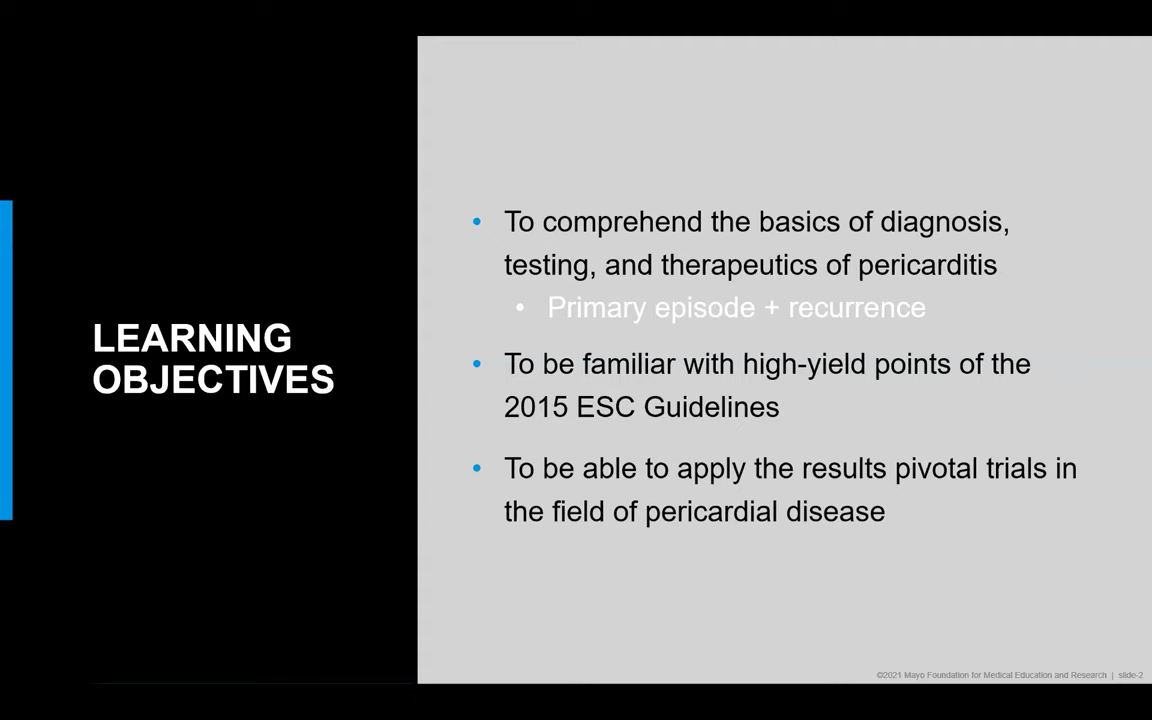 LEARNING
OBJECTIVES
• To comprehend the basics of diagnosis,
testing, and therapeutics of pericarditis
• Primary episode + recurrence
• To be familiar with high-yield points of the
2015 ESC Guidelines
• To be able to apply the results pivotal trials in
the field of pericardial disease
©2021 Mayo Foundation for Medical Education and Research | slide-2